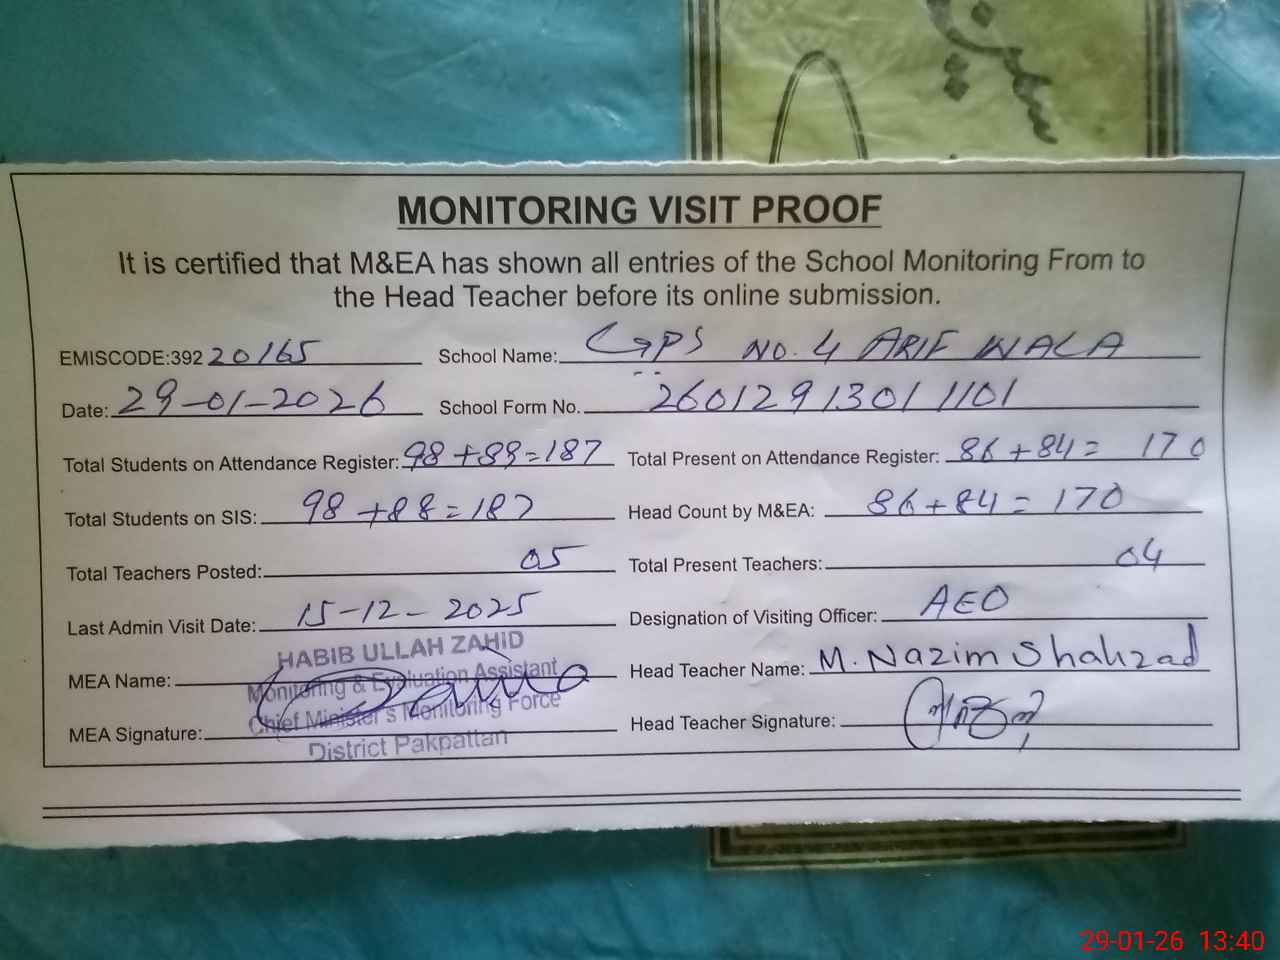 MONITORING VISIT PROOF
It is certified that M&EA has shown all entries of the School Monitoring From to
the Head Teacher before its online submission.
EMISCODE:392 20165 School Name: GPS NO. 4 ARIF WALA
Date: 29-01-2026 School Form No. 2601291301 1101
Total Students on Attendance Register: 98+89=187 Total Present on Attendance Register: 86+84= 170
Total Students on SIS: 98+88=187 Head Count by M&EA: 86+84=170
Total Teachers Posted: 05 Total Present Teachers: 04
Last Admin Visit Date: 15-12-2025 Designation of Visiting Officer: AEO
HABIB ULLAH ZAHID
MEA Name: Monitoring & Evaluation Assistant Head Teacher Name: M. Nazim Shahzad
Chief Minister's Monitoring Force
MEA Signature: Head Teacher Signature:
District Pakpattan
29-01-26 13:40